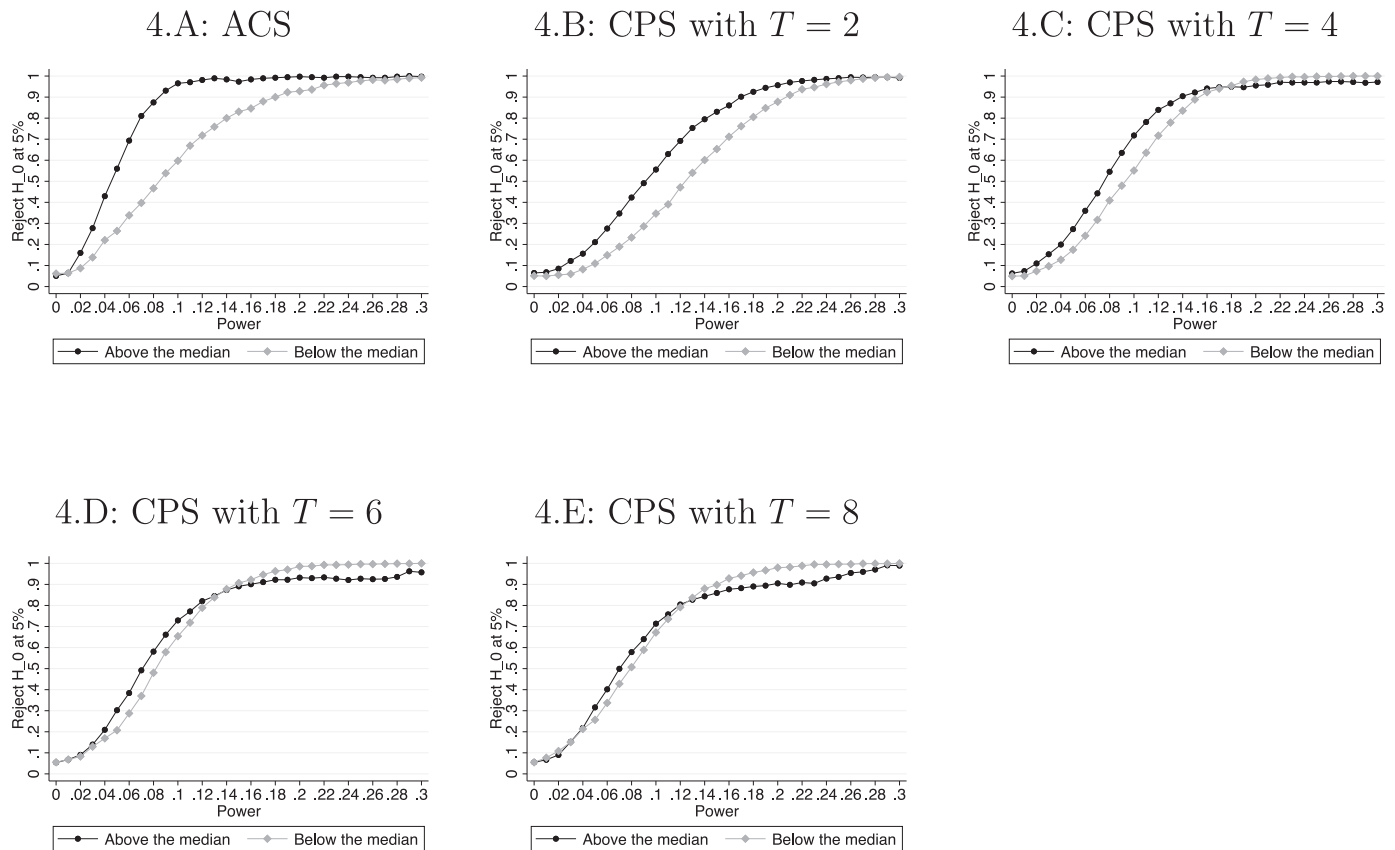 4.A: ACS
Reject H_0 at 5%
0 .1 .2 .3 .4 .5 .6 .7 .8 .9 1
0 .02 .04 .06 .08 .1 .12 .14 .16 .18 .2 .22 .24 .26 .28 .3
Power
Above the median Below the median
4.B: CPS with T = 2
Reject H_0 at 5%
0 .1 .2 .3 .4 .5 .6 .7 .8 .9 1
0 .02 .04 .06 .08 .1 .12 .14 .16 .18 .2 .22 .24 .26 .28 .3
Power
Above the median Below the median
4.C: CPS with T = 4
Reject H_0 at 5%
0 .1 .2 .3 .4 .5 .6 .7 .8 .9 1
0 .02 .04 .06 .08 .1 .12 .14 .16 .18 .2 .22 .24 .26 .28 .3
Power
Above the median Below the median
4.D: CPS with T = 6
Reject H_0 at 5%
0 .1 .2 .3 .4 .5 .6 .7 .8 .9 1
0 .02 .04 .06 .08 .1 .12 .14 .16 .18 .2 .22 .24 .26 .28 .3
Power
Above the median Below the median
4.E: CPS with T = 8
Reject H_0 at 5%
0 .1 .2 .3 .4 .5 .6 .7 .8 .9 1
0 .02 .04 .06 .08 .1 .12 .14 .16 .18 .2 .22 .24 .26 .28 .3
Power
Above the median Below the median